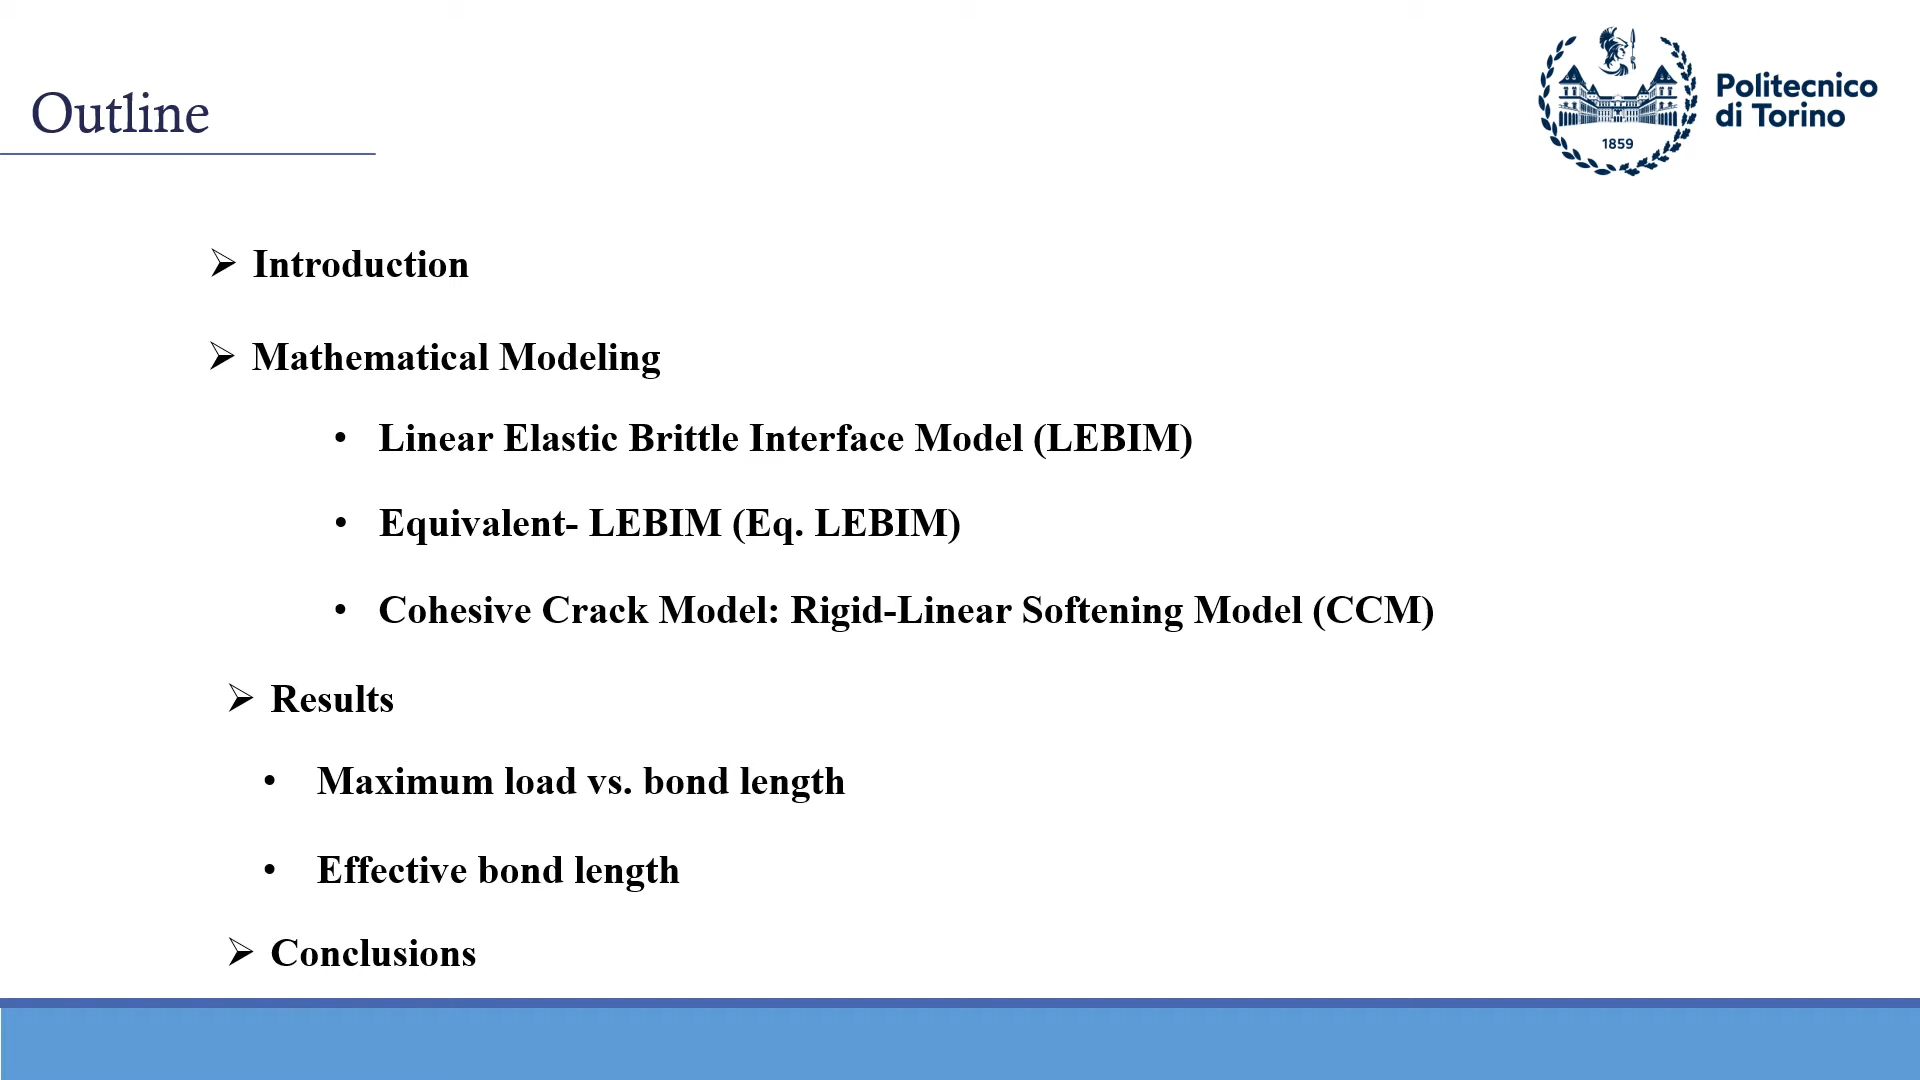 Outline
Politecnico
di Torino
1859
➢ Introduction
➢ Mathematical Modeling
• Linear Elastic Brittle Interface Model (LEBIM)
• Equivalent- LEBIM (Eq. LEBIM)
• Cohesive Crack Model: Rigid-Linear Softening Model (CCM)
➢ Results
• Maximum load vs. bond length
• Effective bond length
➢ Conclusions